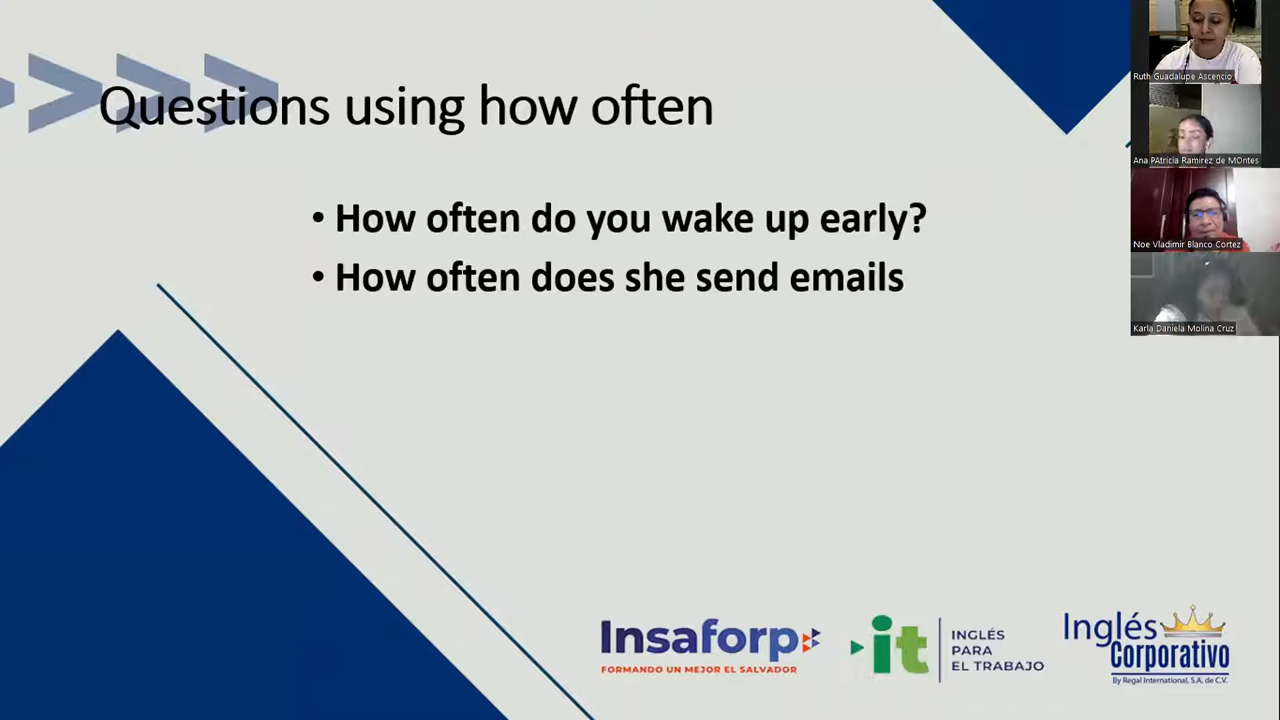 Questions using how often
• How often do you wake up early?
• How often does she send emails
Ruth Guadalupe Ascencio
Ana PAtricia Ramirez de MOntes
Noe Vladimir Blanco Cortez
Karla Daniela Molina Cruz
Insaforp
FORMANDO UN MEJOR EL SALVADOR
it
INGLÉS
PARA
EL TRABAJO
Inglés
Corporativo
By Regal International, S.A. de C.V.